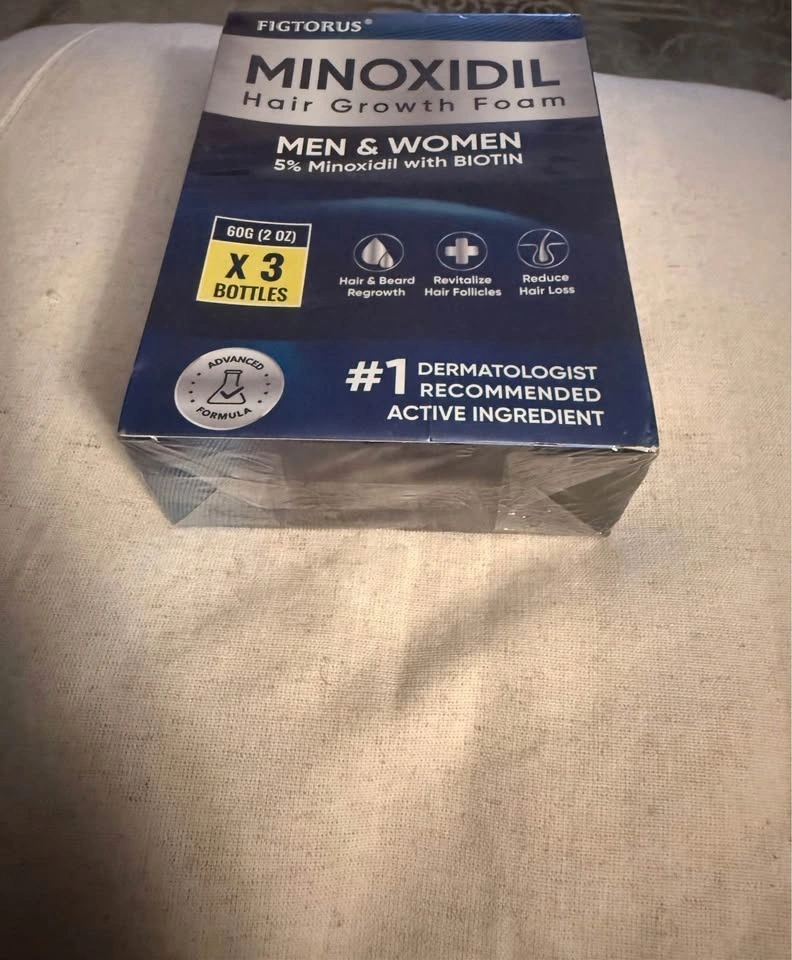 FIGTORUS®
MINOXIDIL
Hair Growth Foam
MEN & WOMEN
5% Minoxidil with BIOTIN
60G (2 OZ)
X 3
BOTTLES
Hair & Beard
Regrowth
Revitalize
Hair Follicles
Reduce
Hair Loss
ADVANCED
FORMULA
#1 DERMATOLOGIST
RECOMMENDED
ACTIVE INGREDIENT